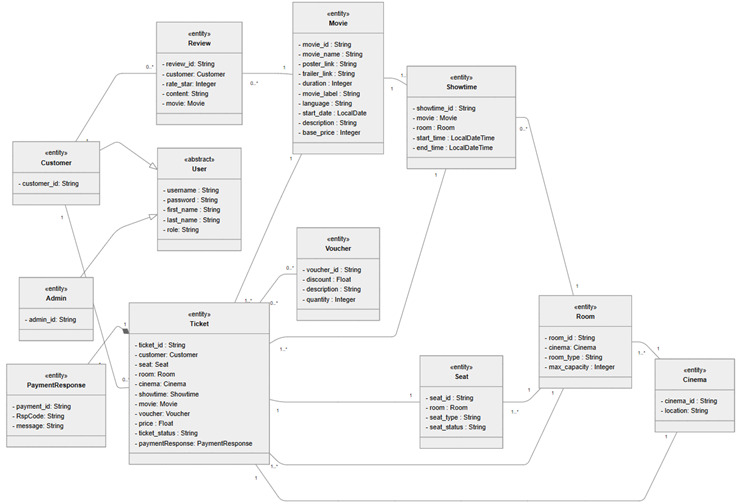 «entity»
Review
- review_id : String
- customer: Customer
- rate_star: Integer
- content: String
- movie: Movie
«entity»
Movie
- movie_id : String
- movie_name : String
- poster_link : String
- trailer_link : String
- duration : Integer
- movie_label : String
- language : String
- start_date : LocalDate
- description : String
- base_price : Integer
«entity»
Showtime
- showtime_id : String
- movie : Movie
- room : Room
- start_time : LocalDateTime
- end_time : LocalDateTime
«entity»
Customer
- customer_id: String
«abstract»
User
- username : String
- password : String
- first_name : String
- last_name : String
- role: String
«entity»
Voucher
- voucher_id : String
- discount : Float
- description : String
- quantity : Integer
«entity»
Admin
- admin_id : String
«entity»
Ticket
- ticket_id : String
- customer: Customer
- seat: Seat
- room: Room
- cinema: Cinema
- showtime: Showtime
- movie: Movie
- voucher: Voucher
- price : Float
- ticket_status : String
- paymentResponse: PaymentResponse
«entity»
PaymentResponse
- payment_id: String
- RspCode: String
- message: String
«entity»
Seat
- seat_id : String
- room : Room
- seat_type : String
- seat_status : String
«entity»
Room
- room_id : String
- cinema: Cinema
- room_type : String
- max_capacity : Integer
«entity»
Cinema
- cinema_id : String
- location: String
0..*
0..*
1
1
1..
0..*
1
1
1
1
0..*
0..*
1..*
1
1
1..*
1
1..*
1
1..*
1
1..*
1
1
1